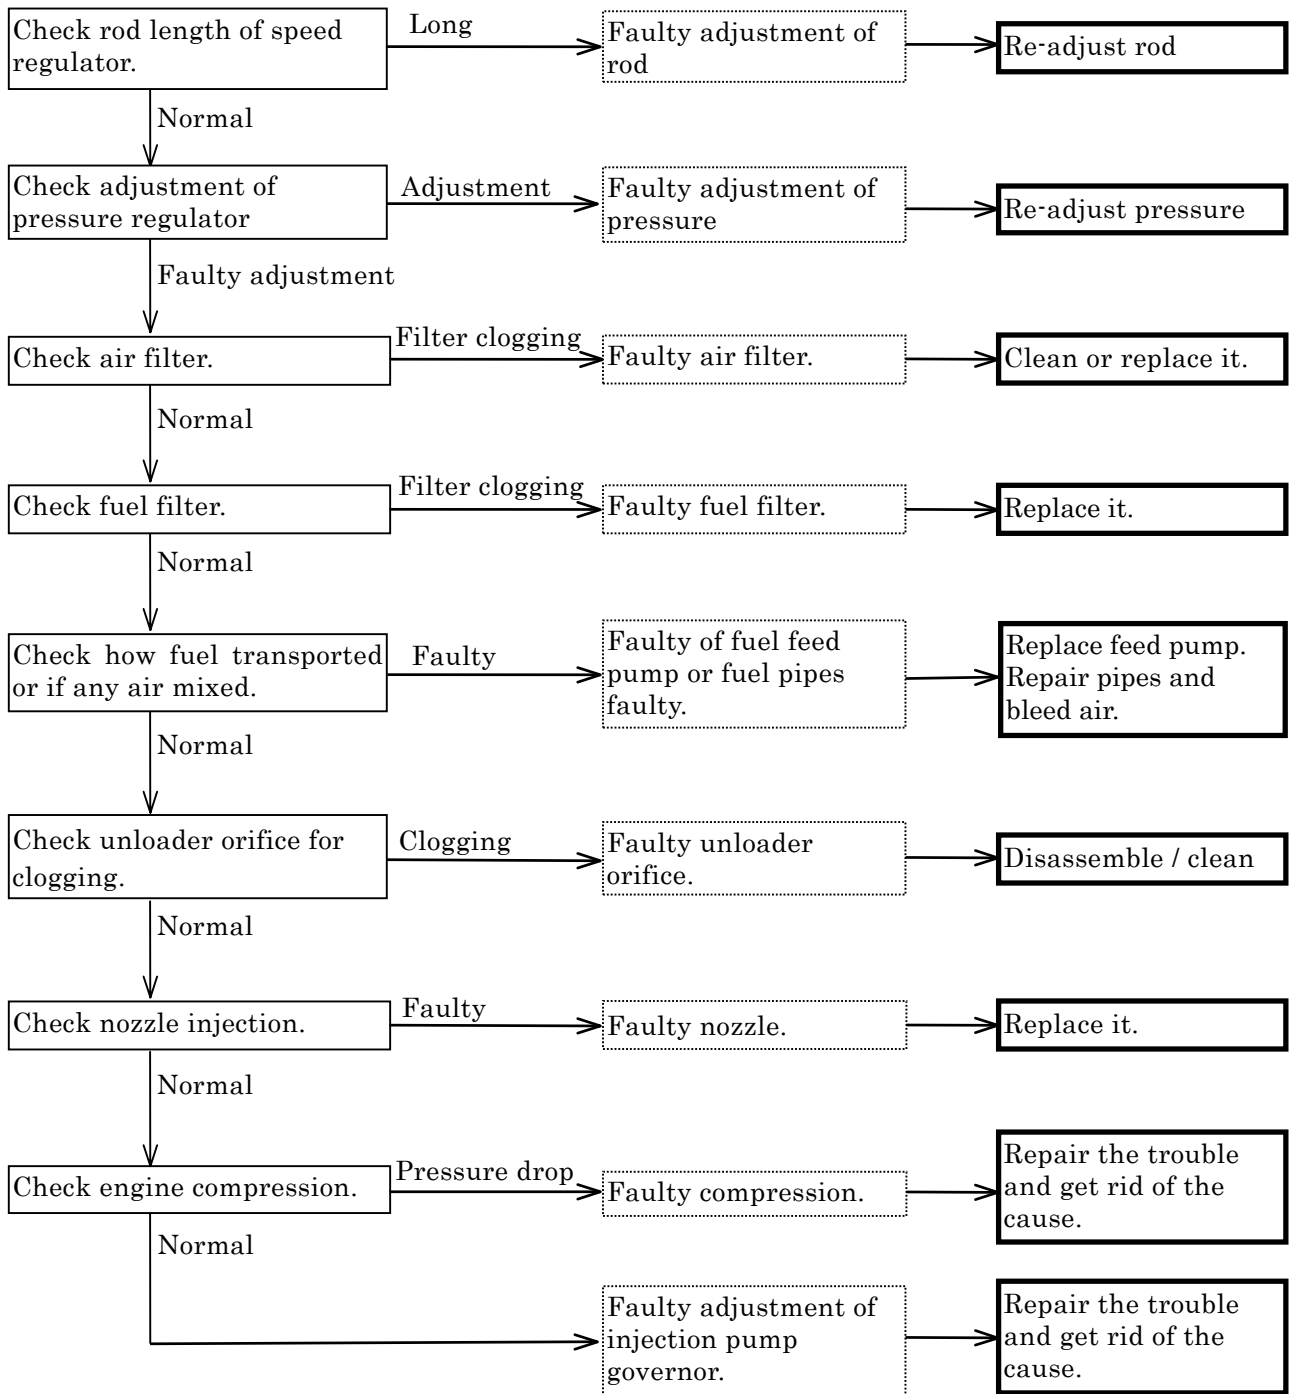 Check rod length of speed
regulator.
Long
Faulty adjustment of
rod
Re-adjust rod
Normal
Check adjustment of
pressure regulator
Adjustment
Faulty adjustment of
pressure
Re-adjust pressure
Faulty adjustment
Check air filter.
Filter clogging
Faulty air filter.
Clean or replace it.
Normal
Check fuel filter.
Filter clogging
Faulty fuel filter.
Replace it.
Normal
Check how fuel transported
or if any air mixed.
Faulty
Faulty of fuel feed
pump or fuel pipes
faulty.
Replace feed pump.
Repair pipes and
bleed air.
Normal
Check unloader orifice for
clogging.
Clogging
Faulty unloader
orifice.
Disassemble / clean
Normal
Check nozzle injection.
Faulty
Faulty nozzle.
Replace it.
Normal
Check engine compression.
Pressure drop
Faulty compression.
Repair the trouble
and get rid of the
cause.
Normal
Faulty adjustment of
injection pump
governor.
Repair the trouble
and get rid of the
cause.